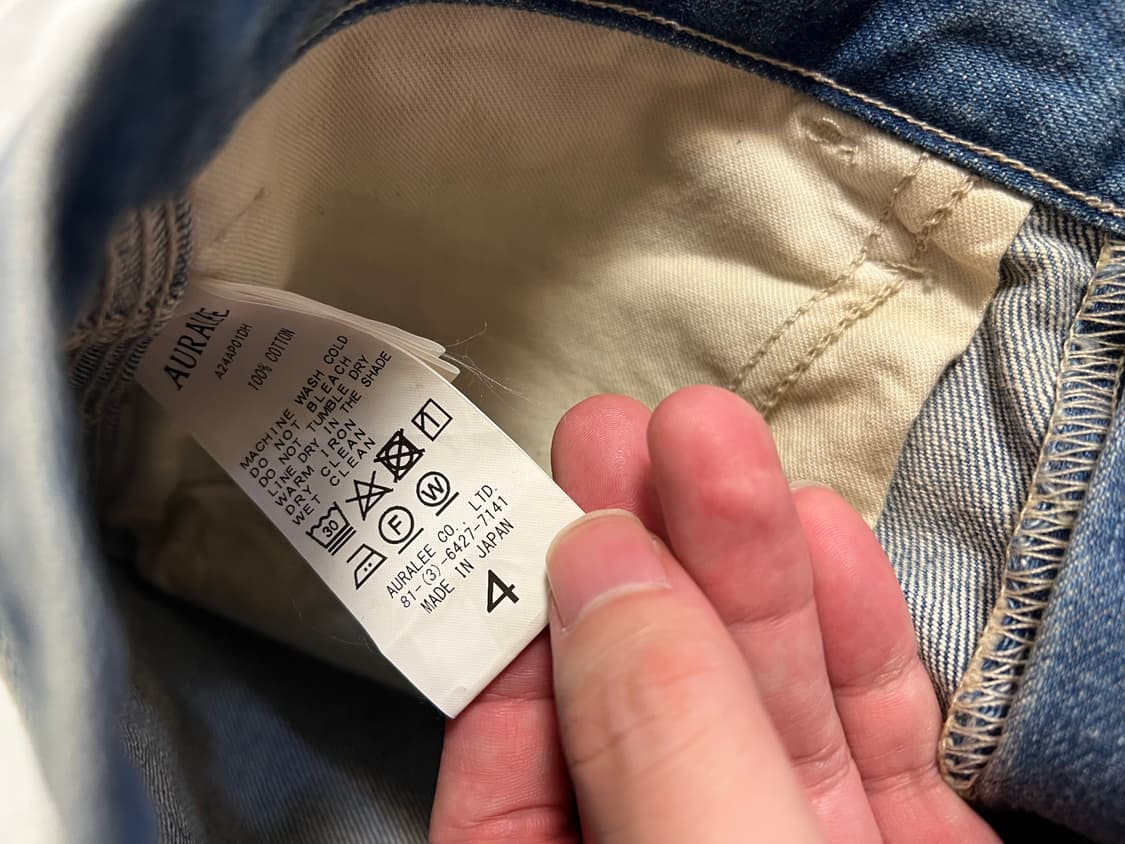 AURALEE
A24AP01DH
100% COTTON
MACHINE WASH COLD
DO NOT BLEACH
DO NOT TUMBLE DRY
LINE DRY IN THE SHADE
WARM IRON
DRY CLEAN
WET CLEAN
30
F W
AURALEE CO., LTD.
81-(3)-6427-7141
MADE IN JAPAN
4